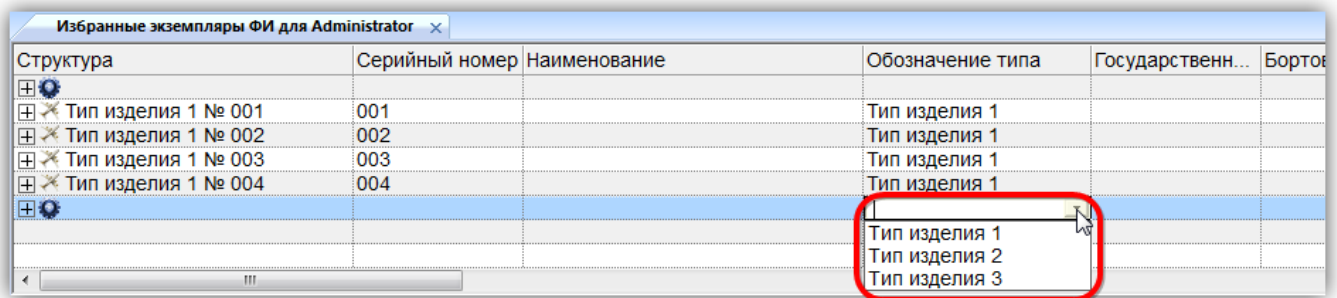 Избранные экземпляры ФИ для Administrator
Структура Серийный номер Наименование Обозначение типа Государственн... Бортов
Тип изделия 1 № 001 001 Тип изделия 1
Тип изделия 1 № 002 002 Тип изделия 1
Тип изделия 1 № 003 003 Тип изделия 1
Тип изделия 1 № 004 004 Тип изделия 1
Тип изделия 1
Тип изделия 2
Тип изделия 3